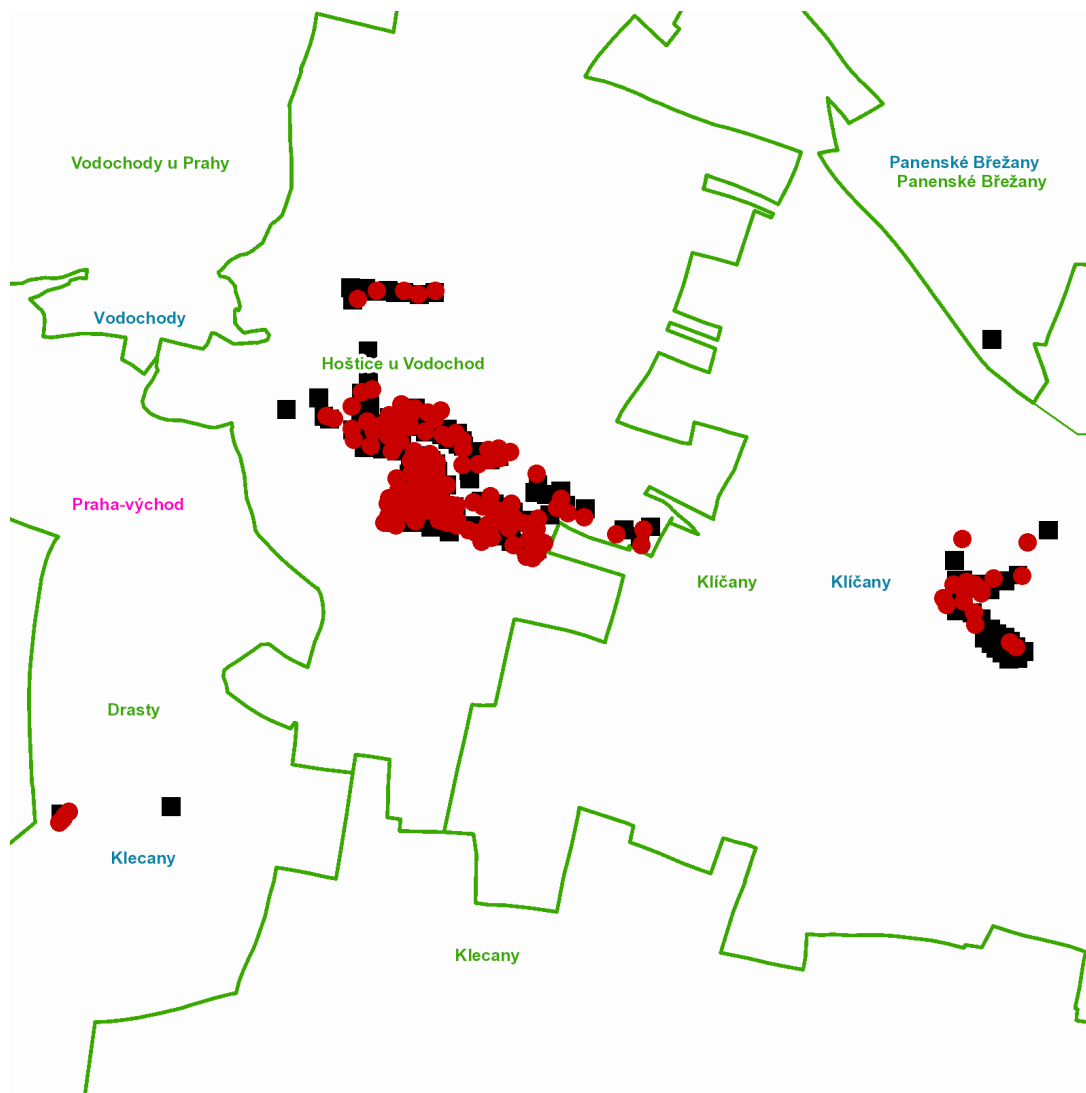 Vodochody u Prahy
Panenské Břežany
Panenské Břežany
Vodochody
Hoštice u Vodochod
Praha-východ
Klíčany
Klíčany
Drasty
Klecany
Klecany